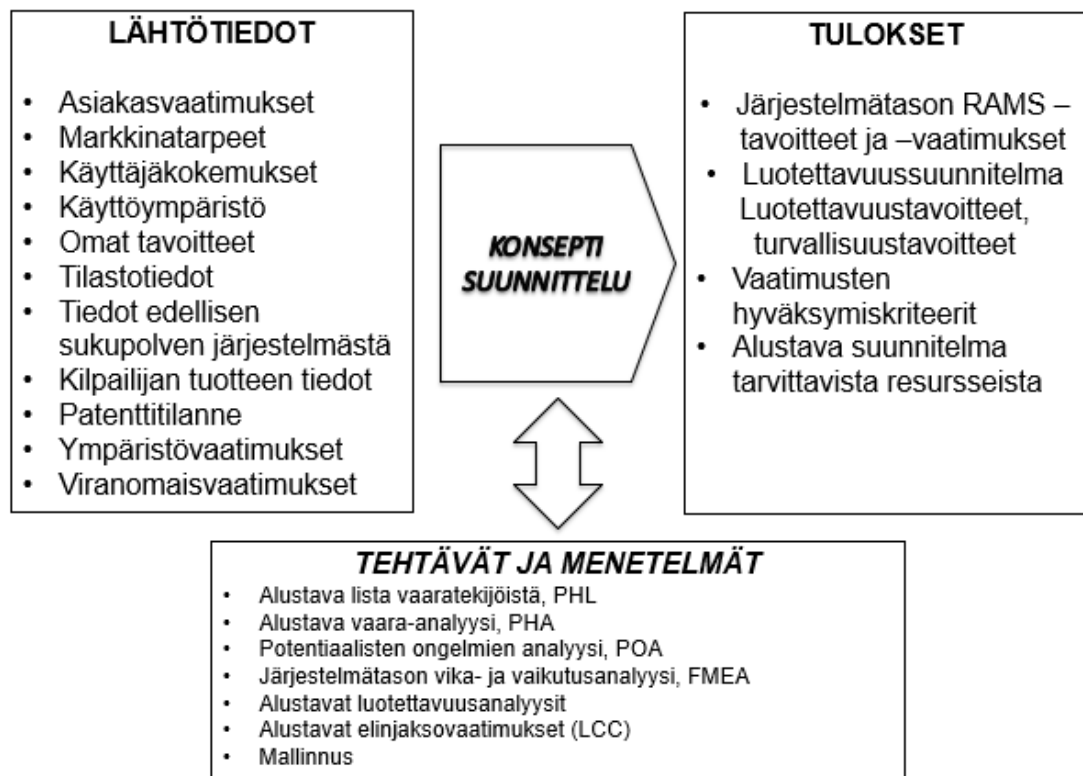 LÄHTÖTIEDOT
• Asiakasvaatimukset
• Markkinatarpeet
• Käyttäjäkokemukset
• Käyttöympäristö
• Omat tavoitteet
• Tilastotiedot
• Tiedot edellisen
sukupolven järjestelmästä
• Kilpailijan tuotteen tiedot
• Patenttitilanne
• Ympäristövaatimukset
• Viranomaisvaatimukset
KONSEPTI
SUUNNITTELU
TULOKSET
• Järjestelmätason RAMS –
tavoitteet ja –vaatimukset
• Luotettavuussuunnitelma
Luotettavuustavoitteet,
turvallisuustavoitteet
• Vaatimusten
hyväksymiskriteerit
• Alustava suunnitelma
tarvittavista resursseista
TEHTÄVÄT JA MENETELMÄT
• Alustava lista vaaratekijöistä, PHL
• Alustava vaara-analyysi, PHA
• Potentiaalisten ongelmien analyysi, POA
• Järjestelmätason vika- ja vaikutusanalyysi, FMEA
• Alustavat luotettavuusanalyysit
• Alustavat elinjaksovaatimukset (LCC)
• Mallinnus